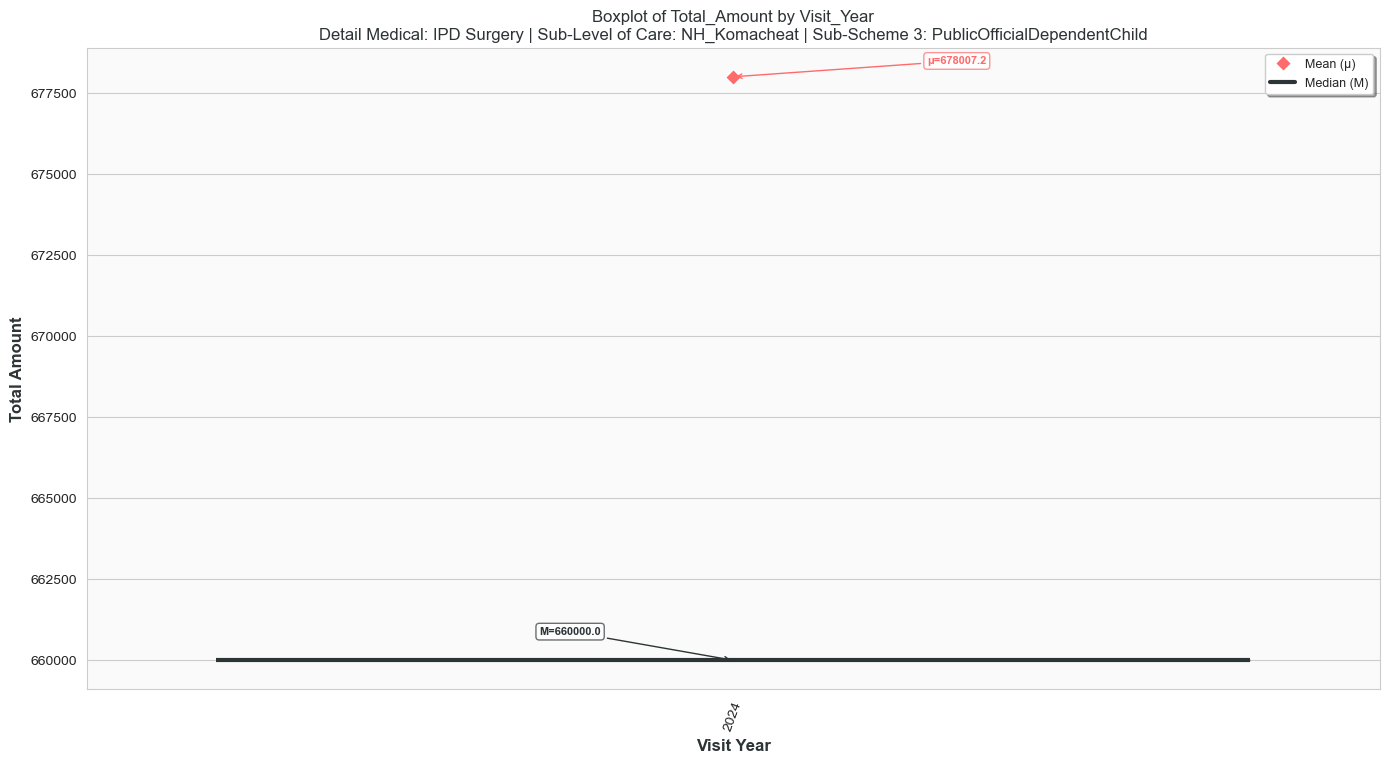 Boxplot of Total_Amount by Visit_Year
Detail Medical: IPD Surgery | Sub-Level of Care: NH_Komacheat | Sub-Scheme 3: PublicOfficialDependentChild
μ=678007.2
Mean (μ)
Median (M)
677500
675000
672500
670000
667500
665000
662500
660000
Total Amount
M=660000.0
2024
Visit Year